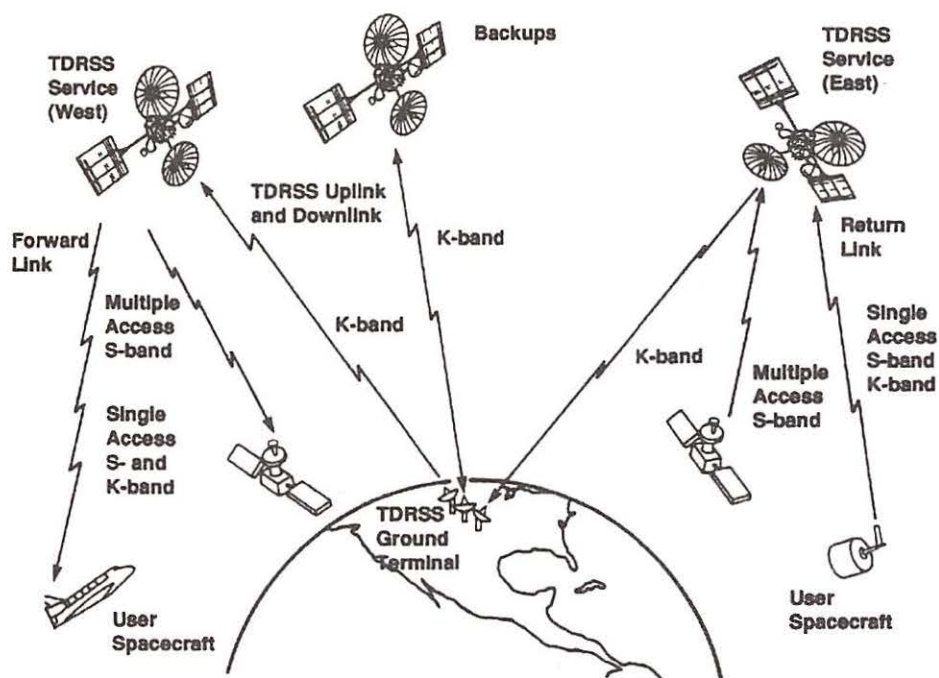 TDRSS
Service
(West)
Backups
TDRSS
Service
(East)
TDRSS Uplink
and Downlink
K-band
Forward
Link
Return
Link
Multiple
Access
S-band
K-band
K-band
Single
Access
S-band
K-band
Multiple
Access
S-band
Single
Access
S- and
K-band
TDRSS
Ground
Terminal
User
Spacecraft
User
Spacecraft